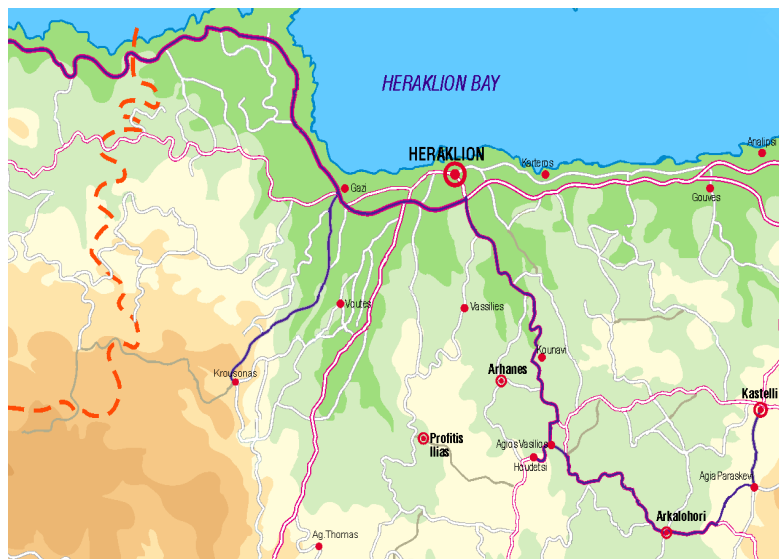 HERAKLION BAY
Analipsi
HERAKLION
Karteros
Gazi
Gouves
Voutes
Vassilies
Kounavi
Krousonas
Arhanes
Kastelli
Profitis
Ilias
Agios Vasilios
Houdetsi
Agia Paraskevi
Arkalohori
Ag.Thomas